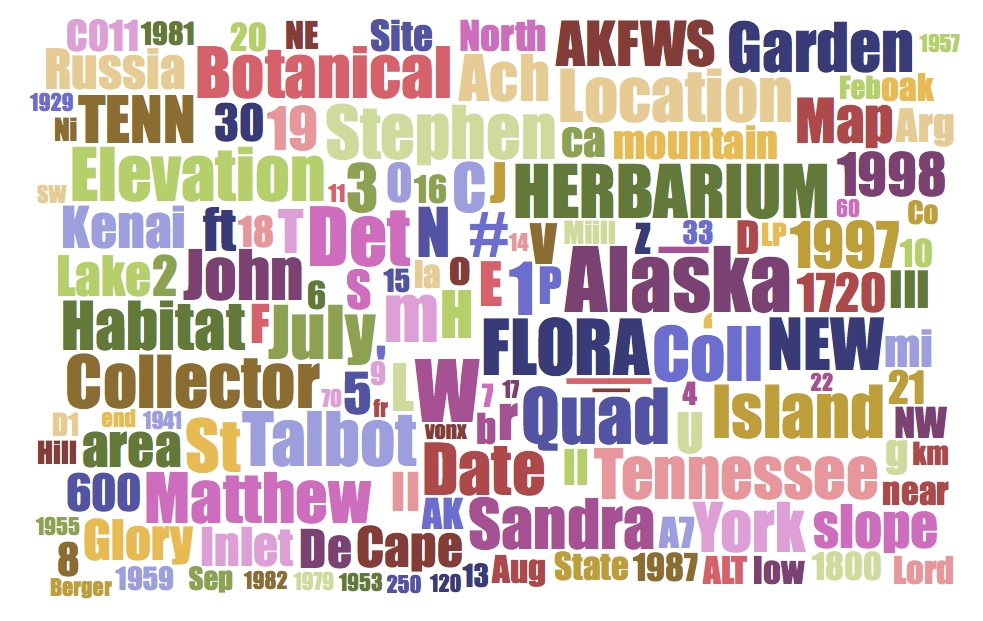 CO11 1981 20 NE Site North AKFWS Garden 1957
Russia Botanical Ach Location Feb oak
1929 Ni TENN 30 19 Stephen ca mountain Map Arg
sw Elevation 11 3 O 16 C J HERBARIUM 1998
60 Co
Kenai ft 18 T Det N # 14 V Miiill Z 33 D LP 1997 10
Lake 2 John 6 S 15 la O E 1 P Alaska 1720 III
Habitat F July, m H FLORA Coll ‘ NEW mi
Collector 70 5 ' 9 fr L W 7 17 br Quad 4 U Island 22 21
D1 end 1941 vonx NW
Hill area St Talbot Date II Tennessee g km
600 Matthew II near
AK Sandra A7 York slope
1955 8 Glory Inlet De Cape
Berger 1959 Sep 1982 1979 1953 250 120 13 Aug State 1987 ALT low 1800 Lord